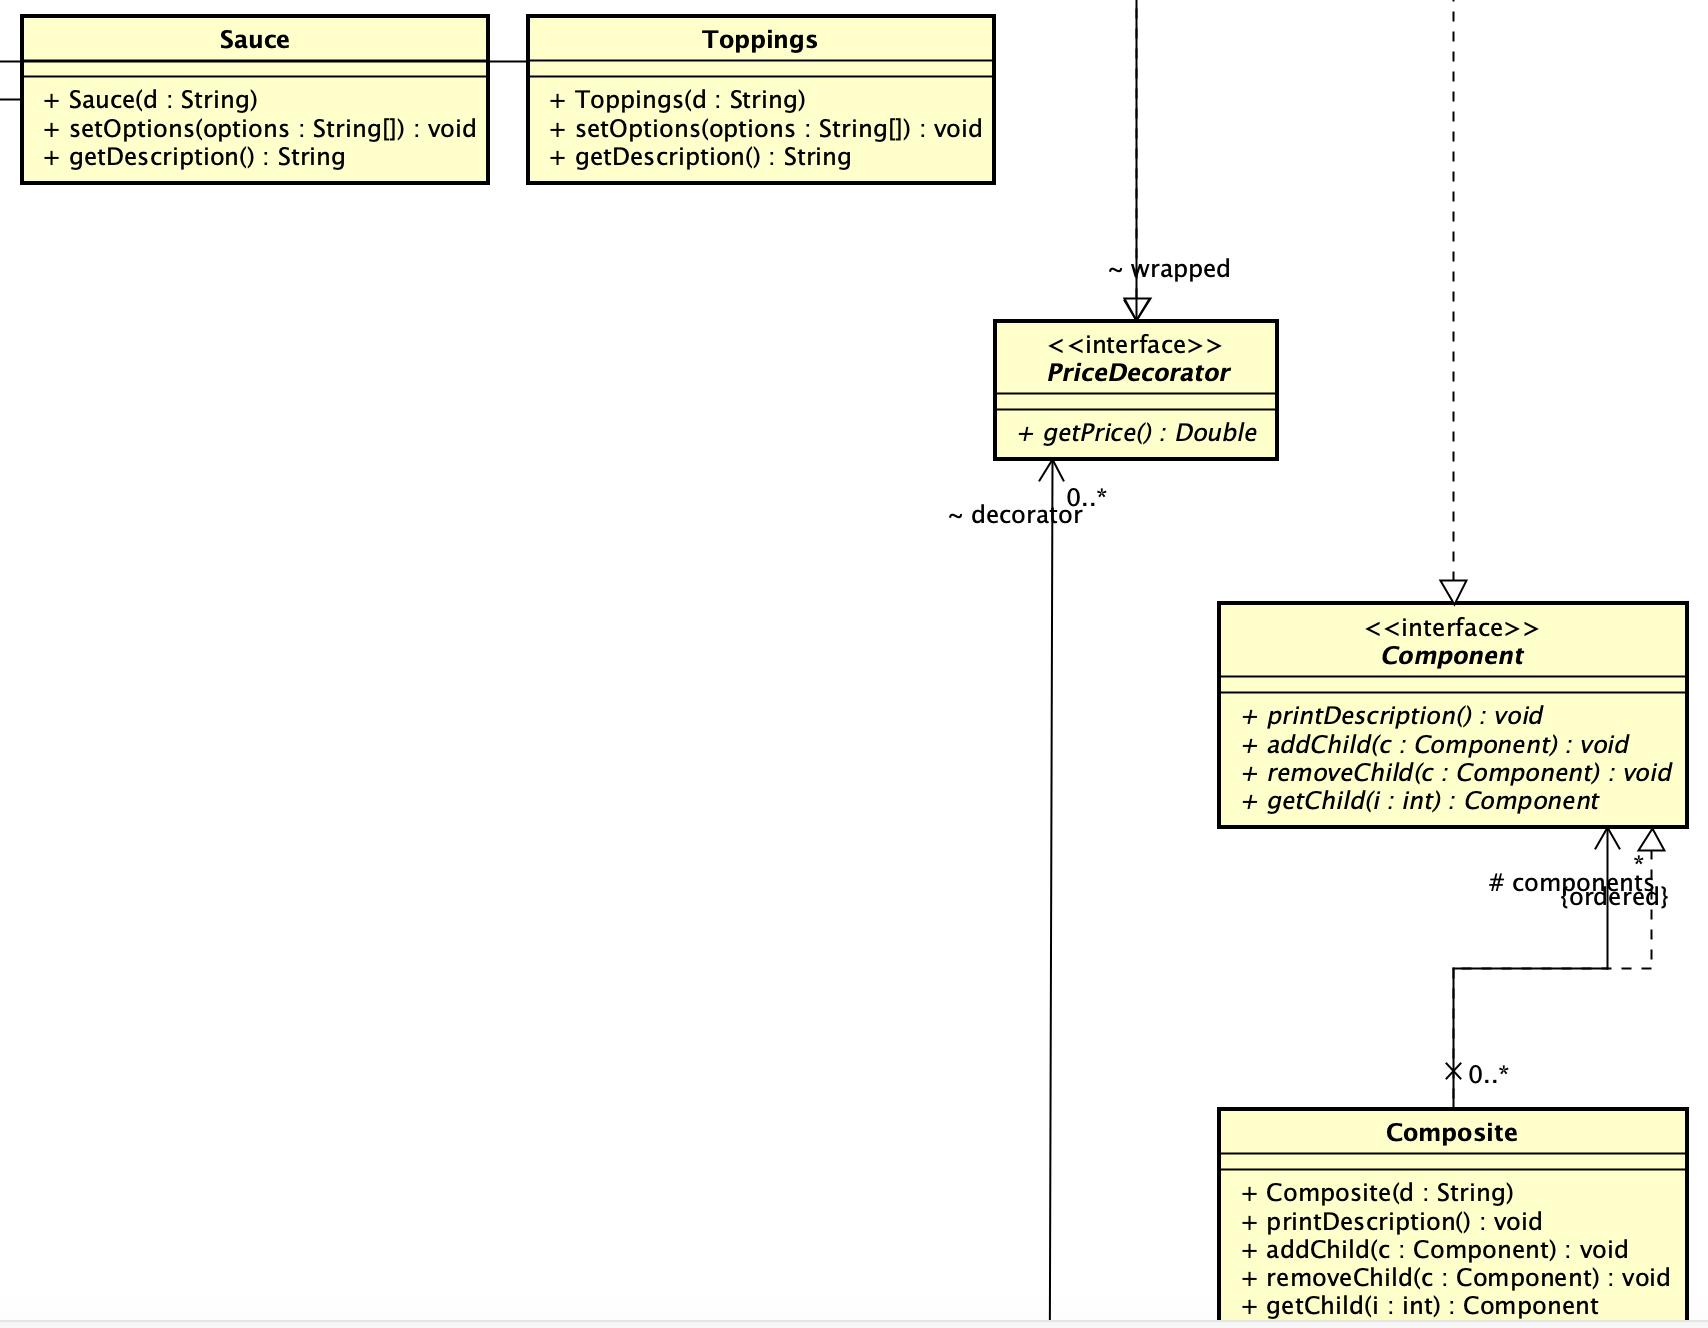 Sauce
+ Sauce(d : String)
+ setOptions(options : String[]) : void
+ getDescription() : String
Toppings
+ Toppings(d : String)
+ setOptions(options : String[]) : void
+ getDescription() : String
~ wrapped
<<interface>>
PriceDecorator
+ getPrice() : Double
0..*
~ decorator
<<interface>>
Component
+ printDescription() : void
+ addChild(c : Component) : void
+ removeChild(c : Component) : void
+ getChild(i : int) : Component
*
# components
{ordered}
0..*
Composite
+ Composite(d : String)
+ printDescription() : void
+ addChild(c : Component) : void
+ removeChild(c : Component) : void
+ getChild(i : int) : Component